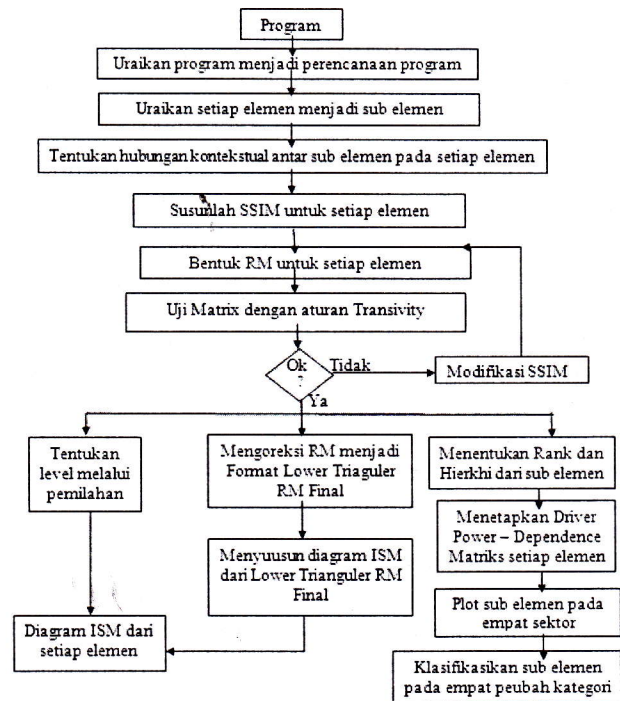 Program
Uraikan program menjadi perencanaan program
Uraikan setiap elemen menjadi sub elemen
Tentukan hubungan kontekstual antar sub elemen pada setiap elemen
Susunlah SSIM untuk setiap elemen
Bentuk RM untuk setiap elemen
Uji Matrix dengan aturan Transivity
Ok
?
Tidak
Modifikasi SSIM
Ya
Tentukan
level melalui
pemilahan
Mengoreksi RM menjadi
Format Lower Triaguler
RM Final
Menyuusun diagram ISM
dari Lower Trianguler RM
Final
Diagram ISM dari
setiap elemen
Menentukan Rank dan
Hierkhi dari sub elemen
Menetapkan Driver
Power – Dependence
Matriks setiap elemen
Plot sub elemen pada
empat sektor
Klasifikasikan sub elemen
pada empat peubah kategori